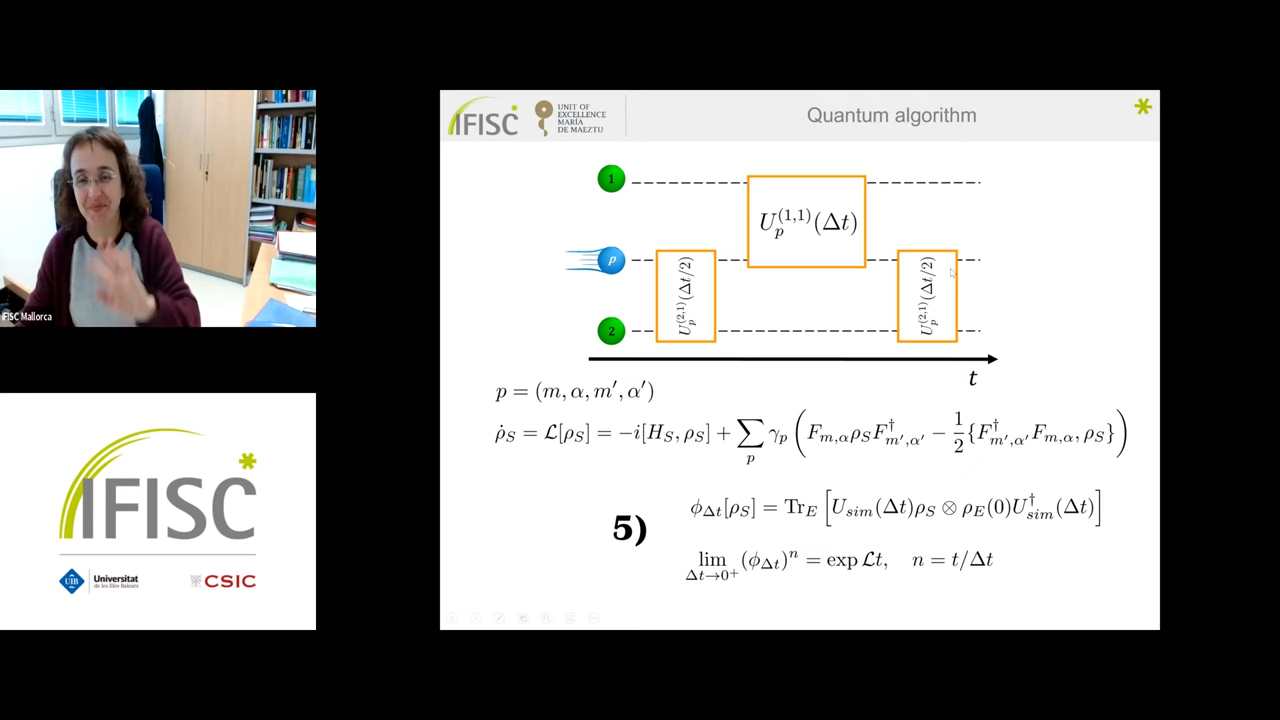 IFISC Mallorca
IFISC
UIB
Universitat
de les Illes Balears
CSIC
IFISC
UNIT OF
EXCELLENCE
MARÍA
DE MAEZTU
Quantum algorithm
1
p
2
U_p^{(2,1)}(Δt/2)
U_p^{(1,1)}(Δt)
U_p^{(2,1)}(Δt/2)
t
p = (m, α, m′, α′)
ρ̇_S = ℒ[ρ_S] = −i[H_S, ρ_S] + ∑_p γ_p ( F_{m,α} ρ_S F†_{m′,α′} − 1/2 {F†_{m′,α′} F_{m,α}, ρ_S} )
5)
ϕ_{Δt}[ρ_S] = Tr_E [ U_{sim}(Δt) ρ_S ⊗ ρ_E(0) U†_{sim}(Δt) ]
lim_{Δt→0⁺} (ϕ_{Δt})^n = exp ℒt, n = t/Δt